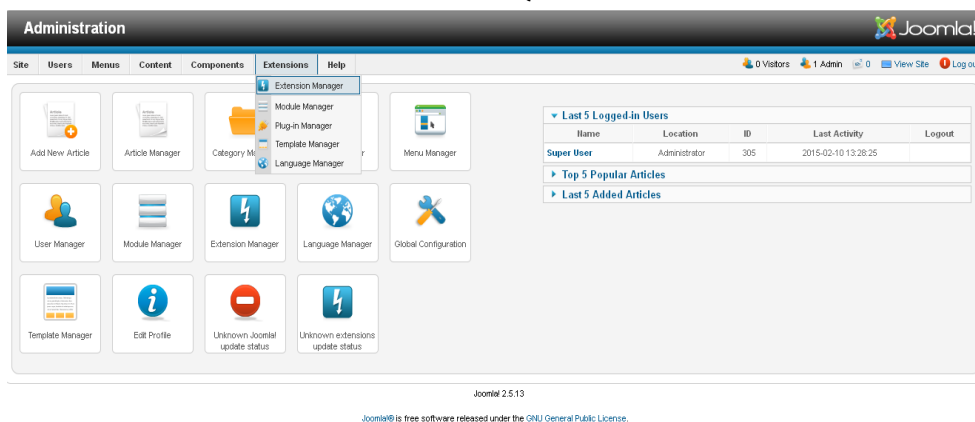 Administration
Joomla!
Site Users Menus Content Components Extensions Help
0 Visitors 1 Admin 0 View Site Log ou
Extension Manager
Module Manager
Plug-in Manager
Template Manager
Language Manager
Add New Article Article Manager Category M r Menu Manager
User Manager Module Manager Extension Manager Language Manager Global Configuration
Template Manager Edit Profile Unknown Joomla! update status Unknown extensions update status
Last 5 Logged-in Users
Name Location ID Last Activity Logout
Super User Administrator 305 2015-02-10 13:28:25
Top 5 Popular Articles
Last 5 Added Articles
Joomla! 2.5.13
Joomla!® is free software released under the GNU General Public License.